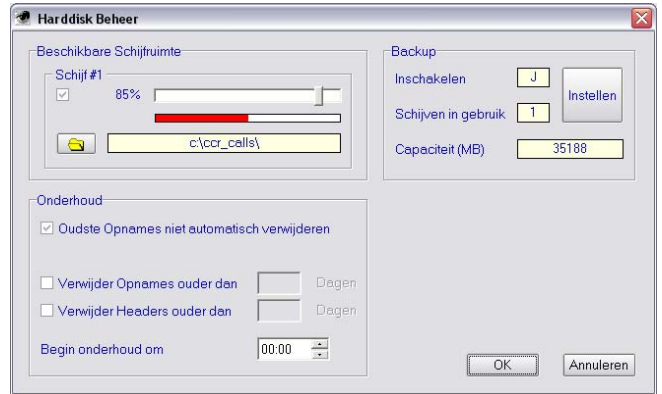 Harddisk Beheer
Beschikbare Schijfruimte
Schijf #1
85%
c:\ccr_calls\
Backup
Inschakelen J
Schijven in gebruik 1
Instellen
Capaciteit (MB) 35188
Onderhoud
Oudste Opnames niet automatisch verwijderen
Verwijder Opnames ouder dan Dagen
Verwijder Headers ouder dan Dagen
Begin onderhoud om 00:00
OK Annuleren